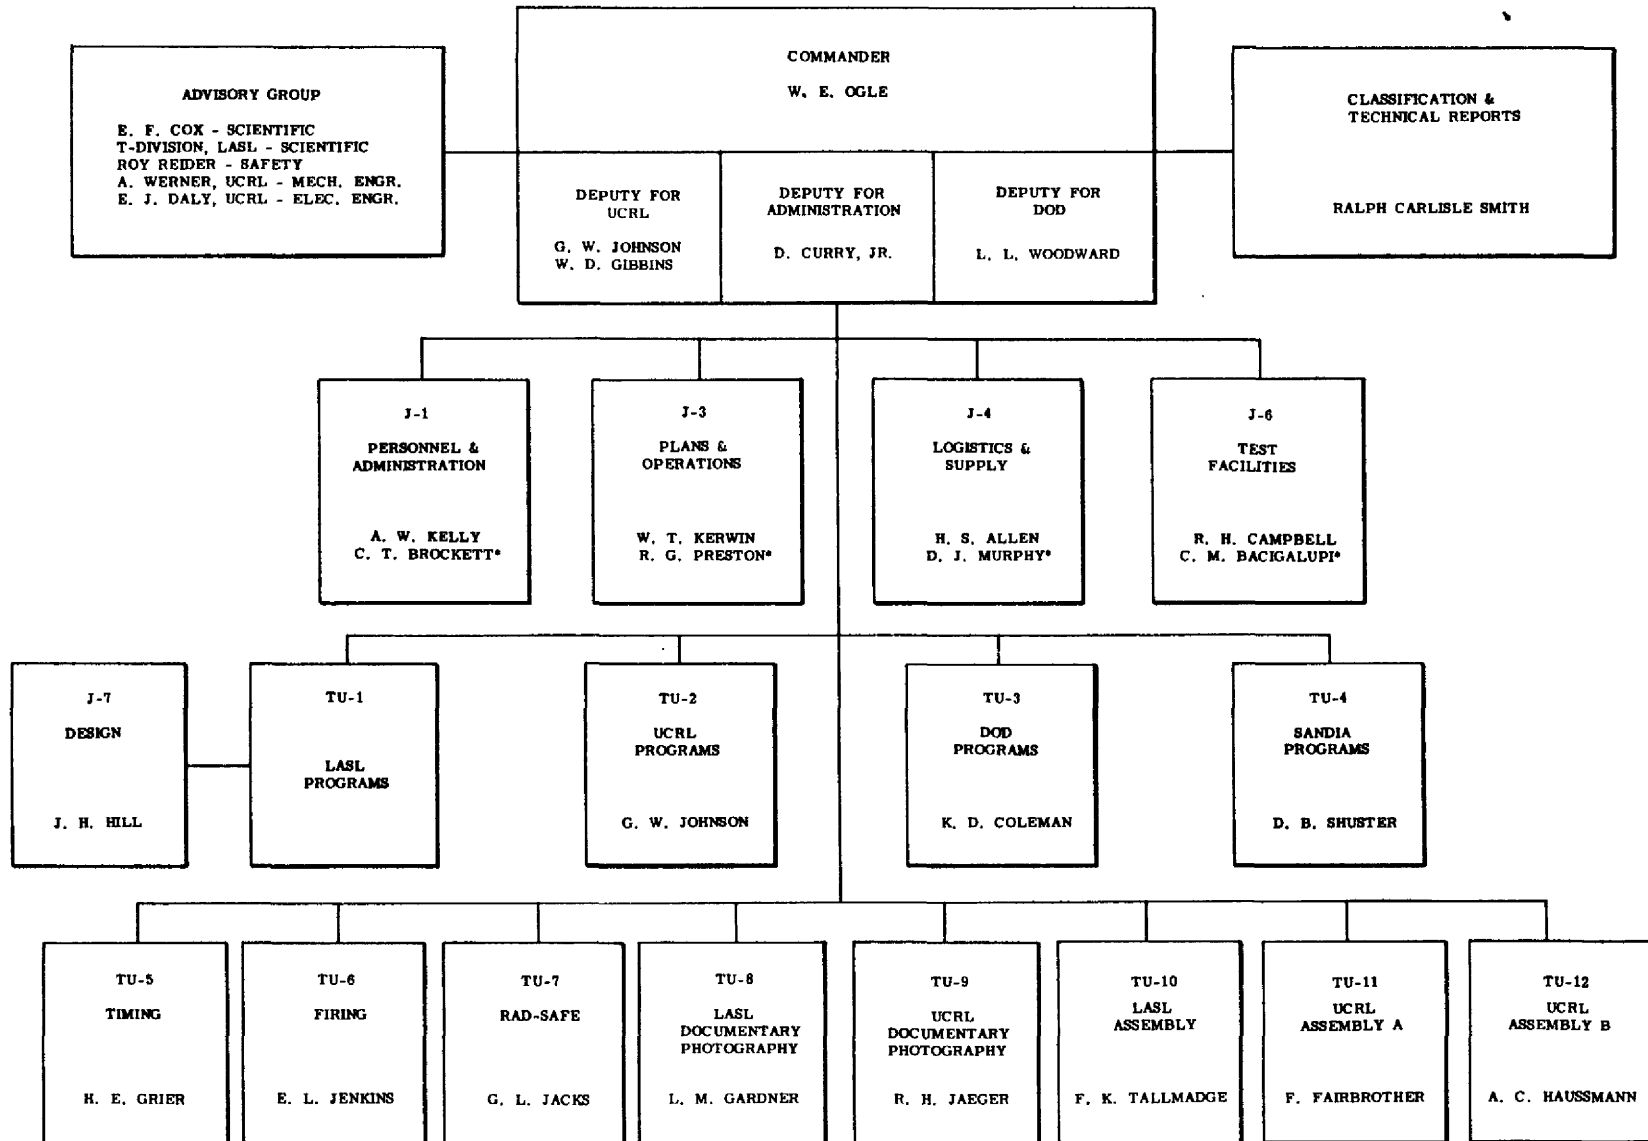 COMMANDER
W. E. OGLE
ADVISORY GROUP
E. F. COX - SCIENTIFIC
T-DIVISION, LASL - SCIENTIFIC
ROY REIDER - SAFETY
A. WERNER, UCRL - MECH. ENGR.
E. J. DALY, UCRL - ELEC. ENGR.
CLASSIFICATION &
TECHNICAL REPORTS
RALPH CARLISLE SMITH
DEPUTY FOR
UCRL
G. W. JOHNSON
W. D. GIBBINS
DEPUTY FOR
ADMINISTRATION
D. CURRY, JR.
DEPUTY FOR
DOD
L. L. WOODWARD
J-1
PERSONNEL &
ADMINISTRATION
A. W. KELLY
C. T. BROCKETT*
J-3
PLANS &
OPERATIONS
W. T. KERWIN
R. G. PRESTON*
J-4
LOGISTICS &
SUPPLY
H. S. ALLEN
D. J. MURPHY*
J-6
TEST
FACILITIES
R. H. CAMPBELL
C. M. BACIGALUPI*
J-7
DESIGN
J. H. HILL
TU-1
LASL
PROGRAMS
TU-2
UCRL
PROGRAMS
G. W. JOHNSON
TU-3
DOD
PROGRAMS
K. D. COLEMAN
TU-4
SANDIA
PROGRAMS
D. B. SHUSTER
TU-5
TIMING
H. E. GRIER
TU-6
FIRING
E. L. JENKINS
TU-7
RAD-SAFE
G. L. JACKS
TU-8
LASL
DOCUMENTARY
PHOTOGRAPHY
L. M. GARDNER
TU-9
UCRL
DOCUMENTARY
PHOTOGRAPHY
R. H. JAEGER
TU-10
LASL
ASSEMBLY
F. K. TALLMADGE
TU-11
UCRL
ASSEMBLY A
F. FAIRBROTHER
TU-12
UCRL
ASSEMBLY B
A. C. HAUSSMANN